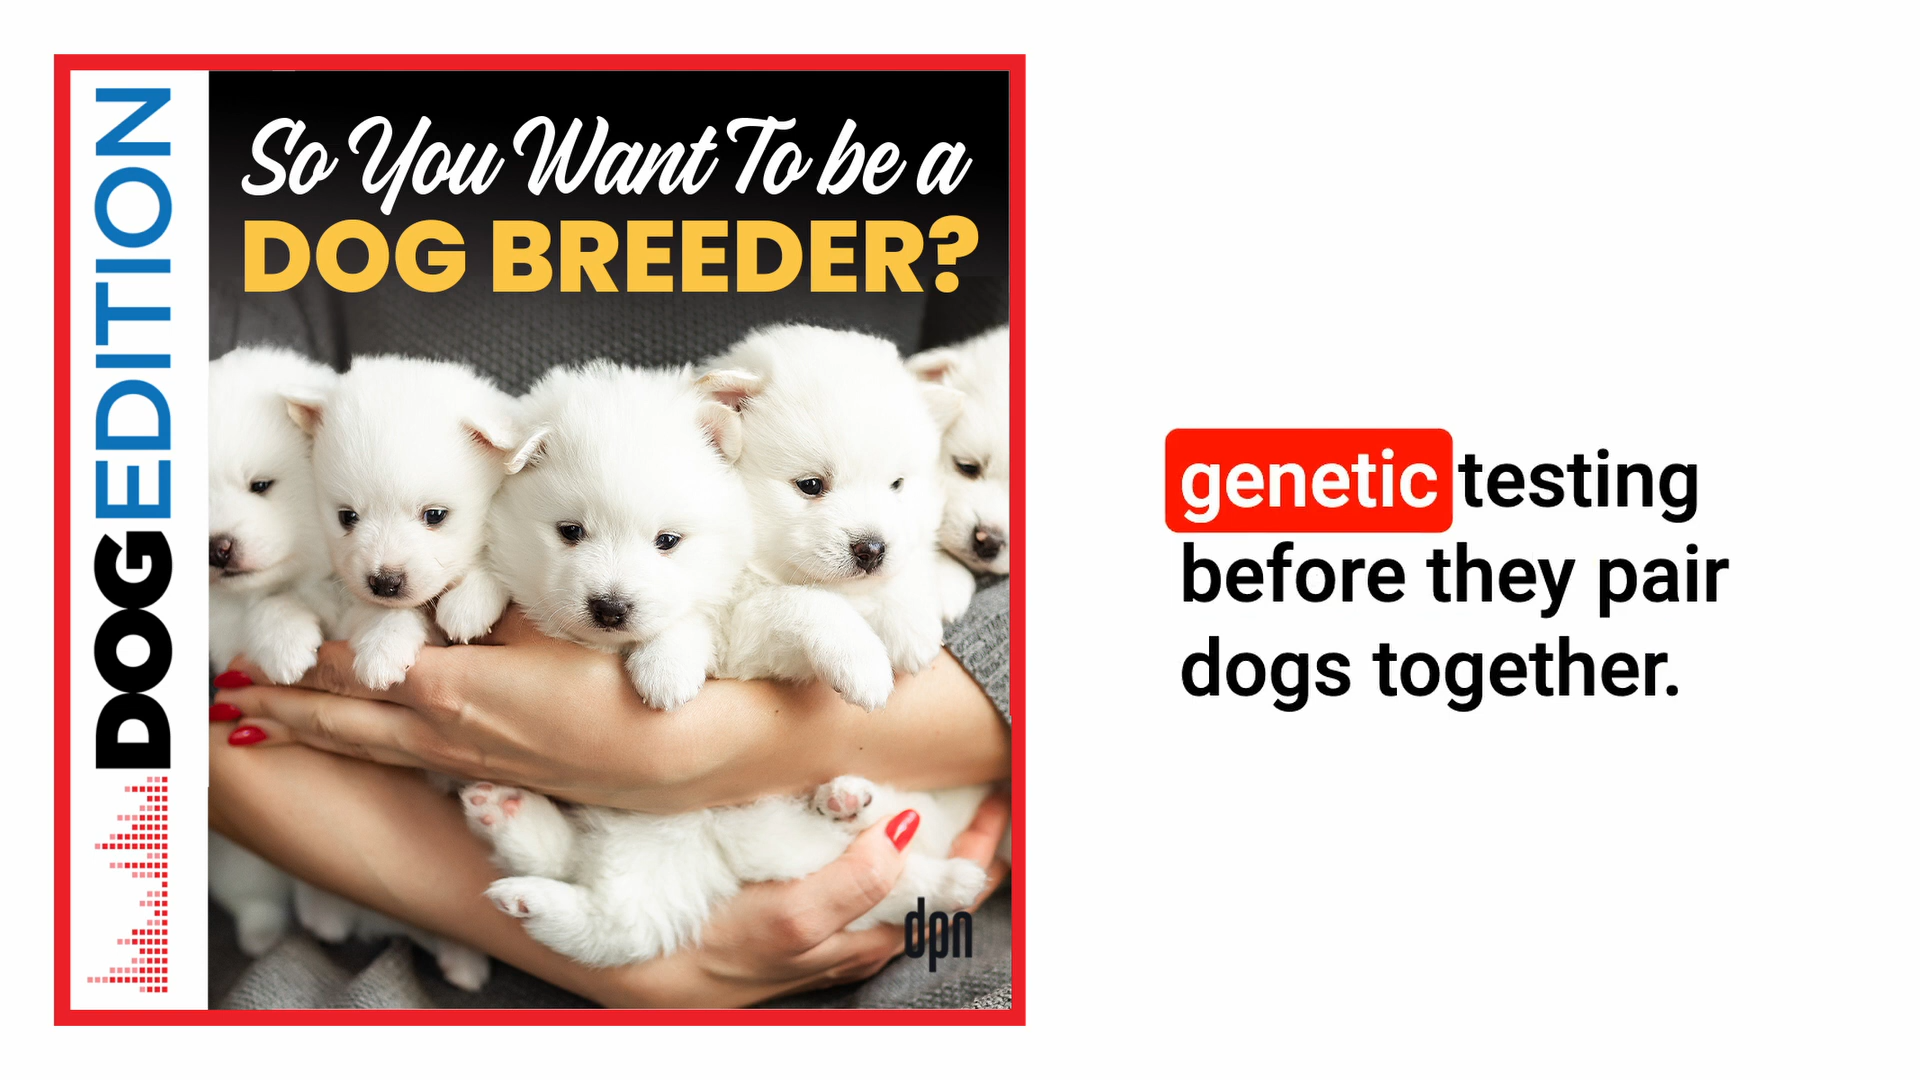 DOGEDITION
So You Want To be a
DOG BREEDER?
dpn
genetic testing
before they pair
dogs together.